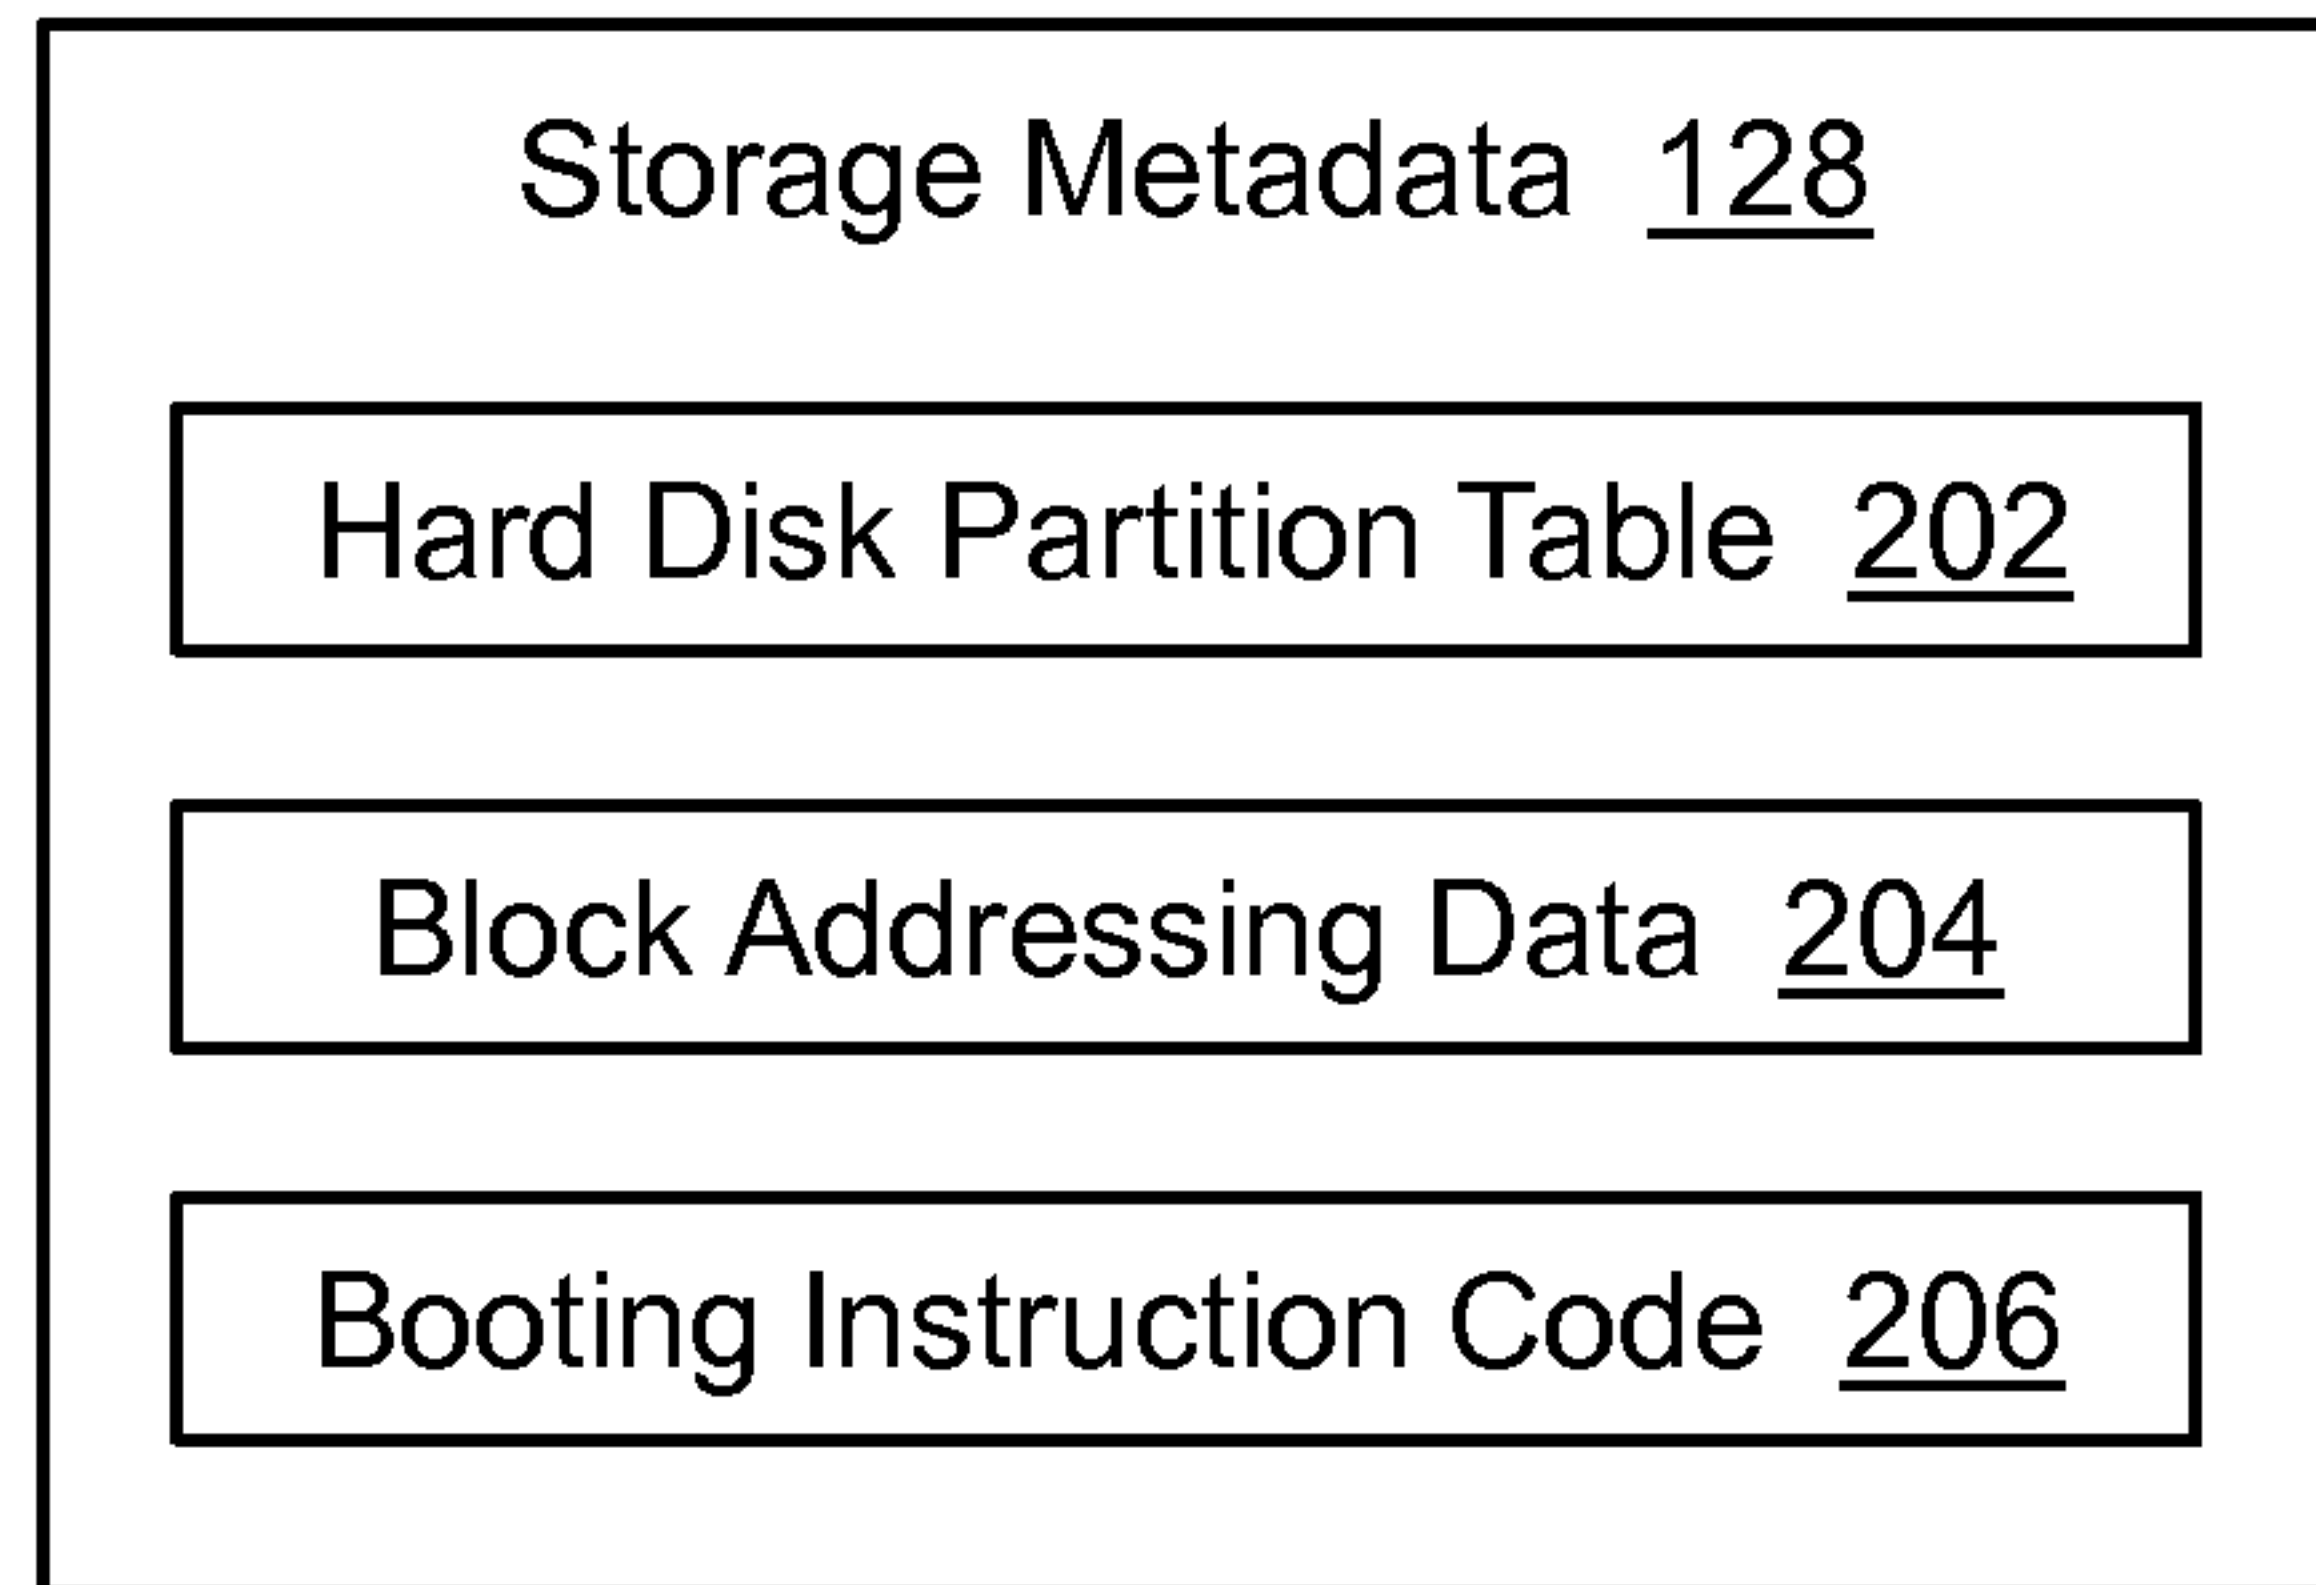 Storage Metadata 128
Hard Disk Partition Table 202
Block Addressing Data 204
Booting Instruction Code 206